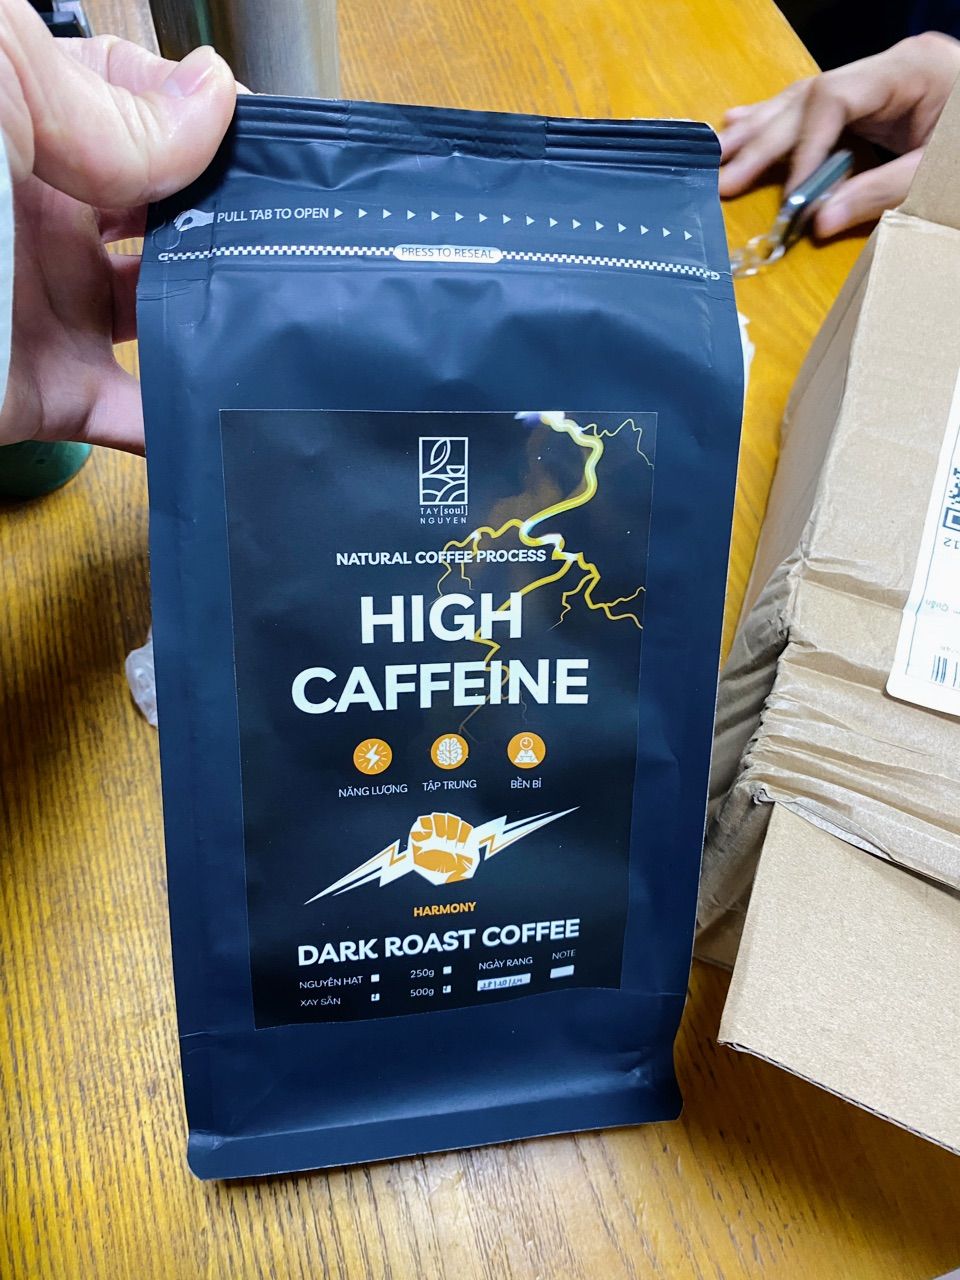 PULL TAB TO OPEN
PRESS TO RESEAL
TAY[soul]
NGUYEN
NATURAL COFFEE PROCESS
HIGH
CAFFEINE
NĂNG LƯỢNG TẬP TRUNG BỀN BỈ
HARMONY
DARK ROAST COFFEE
NGUYÊN HẠT 250g NGÀY RANG NOTE
XAY SẴN 500g